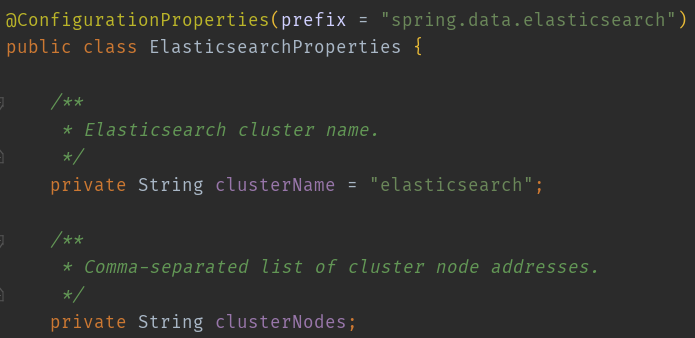 @ConfigurationProperties(prefix = "spring.data.elasticsearch")
public class ElasticsearchProperties {
/**
* Elasticsearch cluster name.
*/
private String clusterName = "elasticsearch";
/**
* Comma-separated list of cluster node addresses.
*/
private String clusterNodes;